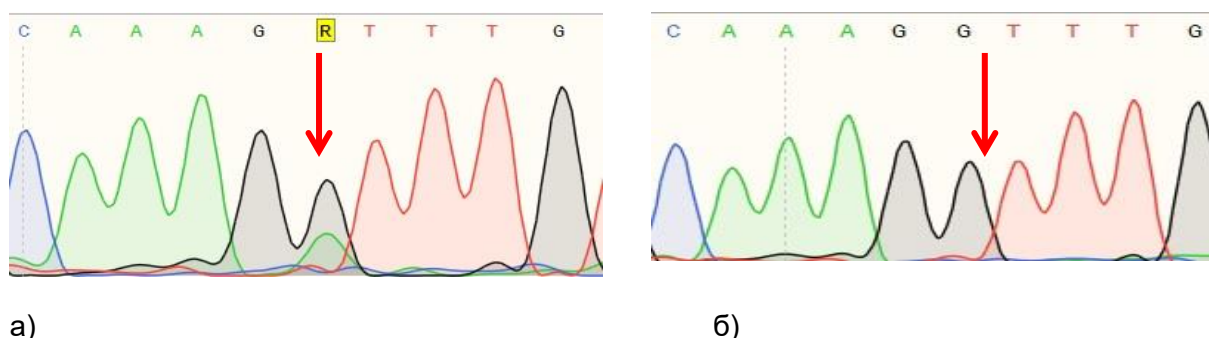 C A A A G R T T T G
C A A A G G T T T G
а) б)